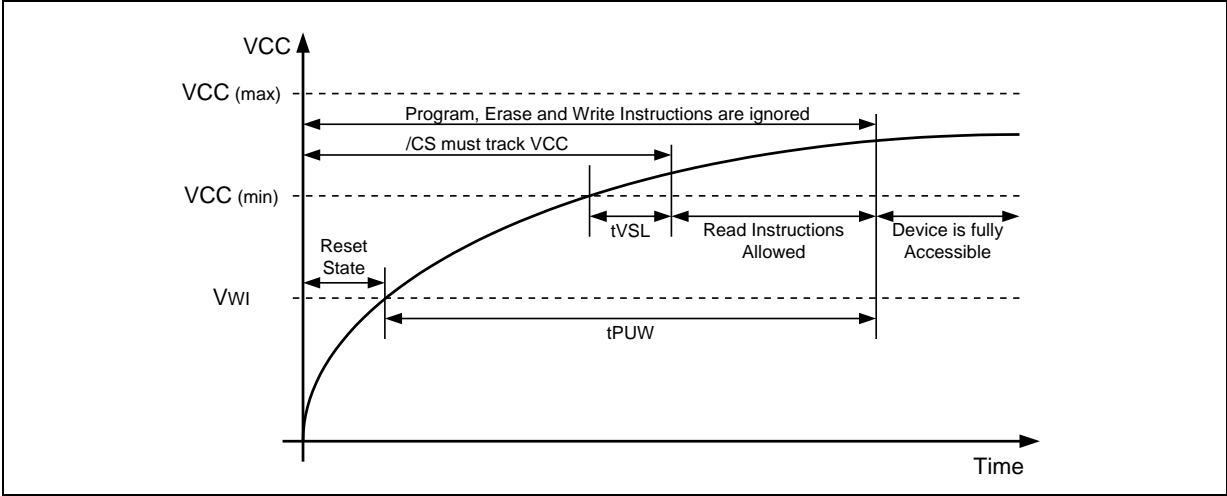 VCC
VCC (max)
Program, Erase and Write Instructions are ignored
/CS must track VCC
VCC (min)
tVSL
Read Instructions
Allowed
Device is fully
Accessible
Reset
State
VWI
tPUW
Time